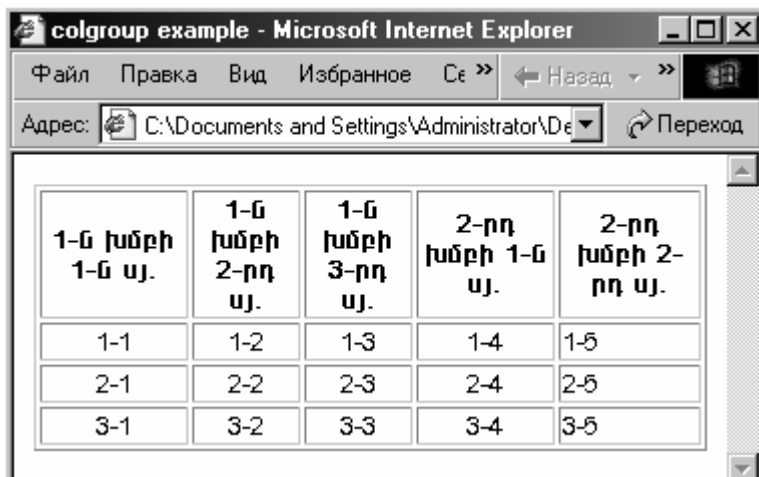 colgroup example - Microsoft Internet Explorer
Файл Правка Вид Избранное Се » Назад »
Адрес: C:\Documents and Settings\Administrator\De Переход
1-ն խմբի 1-ն սյ.
1-ն խմբի 2-րդ սյ.
1-ն խմբի 3-րդ սյ.
2-րդ խմբի 1-ն սյ.
2-րդ խմբի 2-րդ սյ.
1-1 1-2 1-3 1-4 1-5
2-1 2-2 2-3 2-4 2-5
3-1 3-2 3-3 3-4 3-5